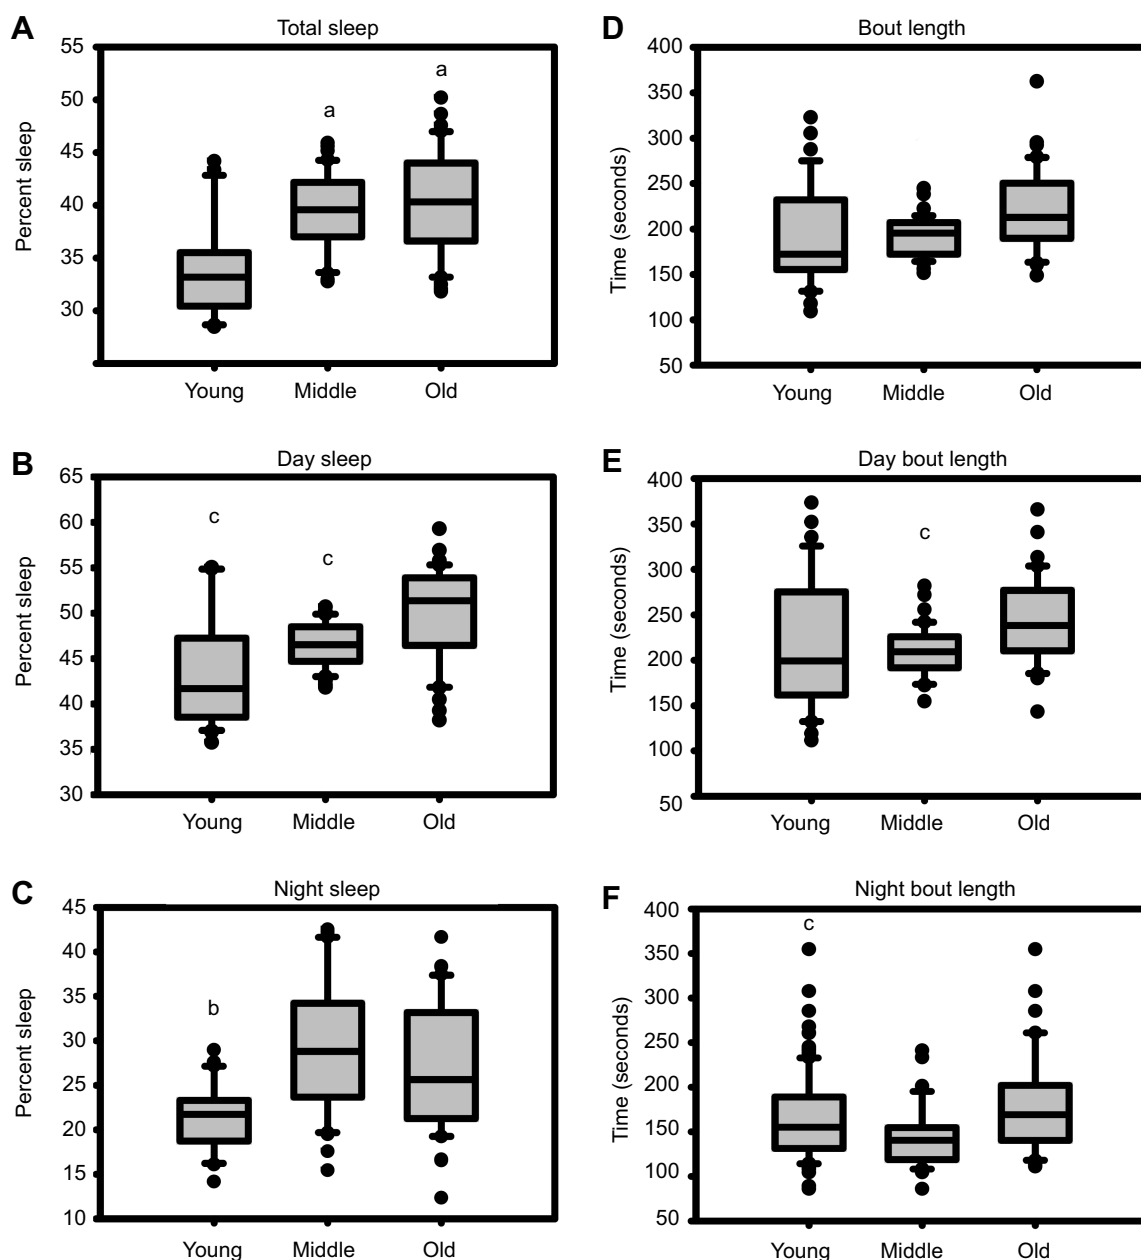 A
Total sleep
55
50
45
40
35
30
Percent sleep
a
a
Young Middle Old
B
Day sleep
65
60
55
50
45
40
35
30
Percent sleep
c
c
Young Middle Old
C
Night sleep
45
40
35
30
25
20
15
10
Percent sleep
b
Young Middle Old
D
Bout length
400
350
300
250
200
150
100
50
Time (seconds)
Young Middle Old
E
Day bout length
400
350
300
250
200
150
100
50
Time (seconds)
c
Young Middle Old
F
Night bout length
400
350
300
250
200
150
100
50
Time (seconds)
c
Young Middle Old